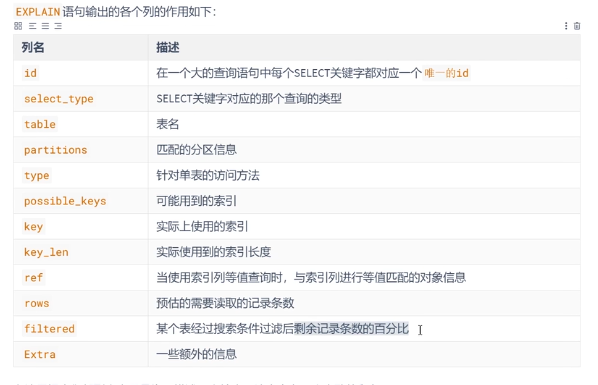 EXPLAIN 语句输出的各个列的作用如下：
列名 描述
id 在一个大的查询语句中每个SELECT关键字都对应一个 唯一的id
select_type SELECT关键字对应的那个查询的类型
table 表名
partitions 匹配的分区信息
type 针对单表的访问方法
possible_keys 可能用到的索引
key 实际上使用的索引
key_len 实际使用到的索引长度
ref 当使用索引列等值查询时，与索引列进行等值匹配的对象信息
rows 预估的需要读取的记录条数
filtered 某个表经过搜索条件过滤后剩余记录条数的百分比
Extra 一些额外的信息